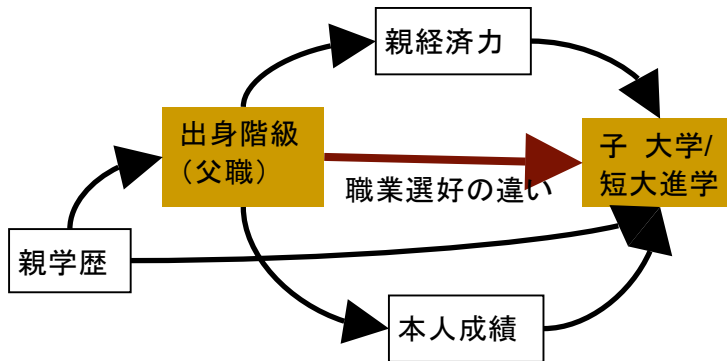 親経済力
出身階級
（父職）
子 大学/
短大進学
職業選好の違い
親学歴
本人成績